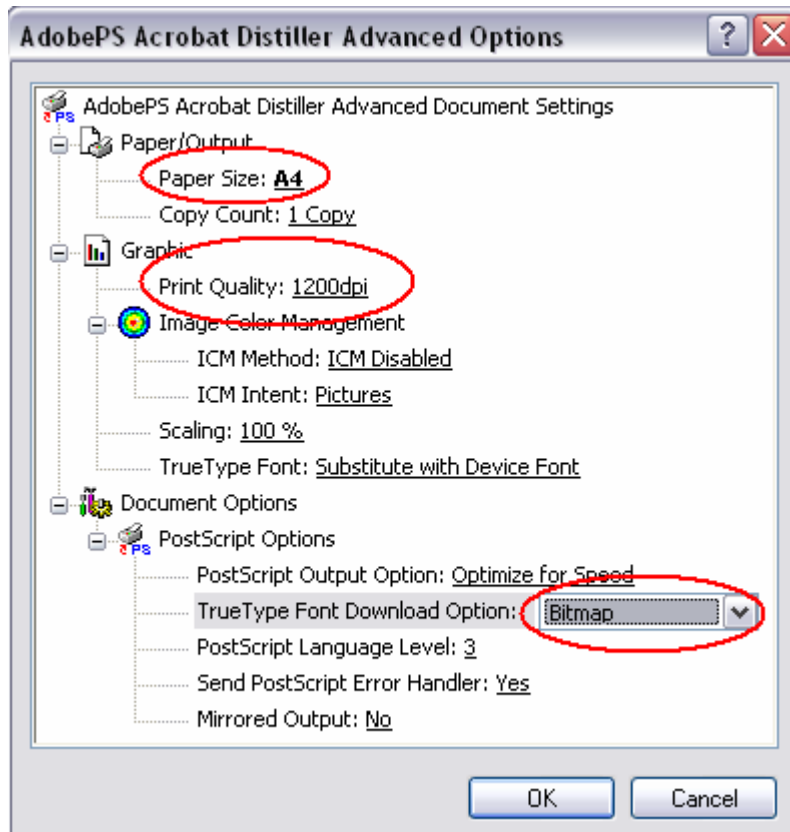 AdobePS Acrobat Distiller Advanced Options
AdobePS Acrobat Distiller Advanced Document Settings
Paper/Output
Paper Size: A4
Copy Count: 1 Copy
Graphic
Print Quality: 1200dpi
Image Color Management
ICM Method: ICM Disabled
ICM Intent: Pictures
Scaling: 100 %
TrueType Font: Substitute with Device Font
Document Options
PS PostScript Options
PostScript Output Option: Optimize for Speed
TrueType Font Download Option: Bitmap
PostScript Language Level: 3
Send PostScript Error Handler: Yes
Mirrored Output: No
OK Cancel